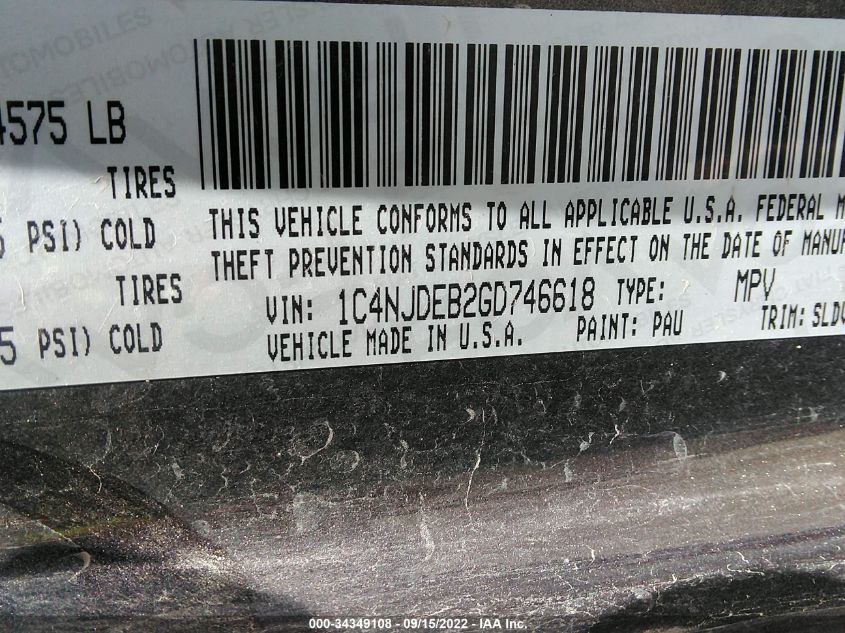 4575 LB
TIRES
PSI) COLD
TIRES
5 PSI) COLD
THIS VEHICLE CONFORMS TO ALL APPLICABLE U.S.A. FEDERAL M
THEFT PREVENTION STANDARDS IN EFFECT ON THE DATE OF MANUF
VIN: 1C4NJDEB2GD746618 TYPE: MPV
VEHICLE MADE IN U.S.A. PAINT: PAU TRIM: SLDV
000-34349108 - 09/15/2022 - IAA Inc.